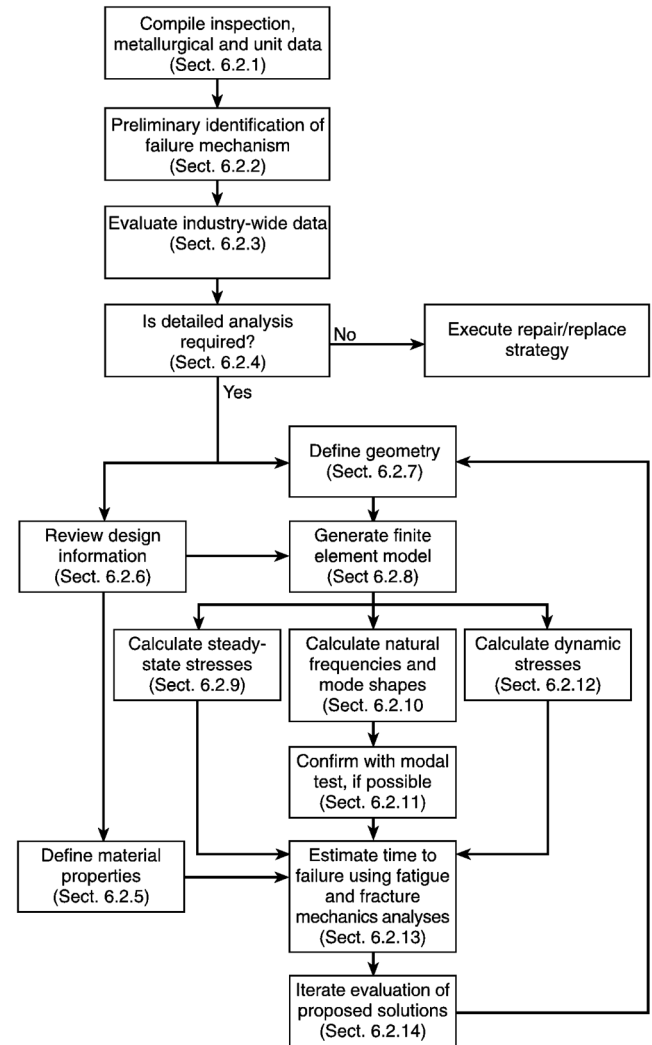 Compile inspection,
metallurgical and unit data
(Sect. 6.2.1)
Preliminary identification of
failure mechanism
(Sect. 6.2.2)
Evaluate industry-wide data
(Sect. 6.2.3)
Is detailed analysis
required?
(Sect. 6.2.4)
No
Execute repair/replace
strategy
Yes
Define geometry
(Sect. 6.2.7)
Review design
information
(Sect. 6.2.6)
Generate finite
element model
(Sect 6.2.8)
Calculate steady-
state stresses
(Sect. 6.2.9)
Calculate natural
frequencies and
mode shapes
(Sect. 6.2.10
Calculate dynamic
stresses
(Sect. 6.2.12)
Confirm with modal
test, if possible
(Sect. 6.2.11)
Define material
properties
(Sect. 6.2.5)
Estimate time to
failure using fatigue
and fracture
mechanics analyses
(Sect. 6.2.13)
Iterate evaluation of
proposed solutions
(Sect. 6.2.14)